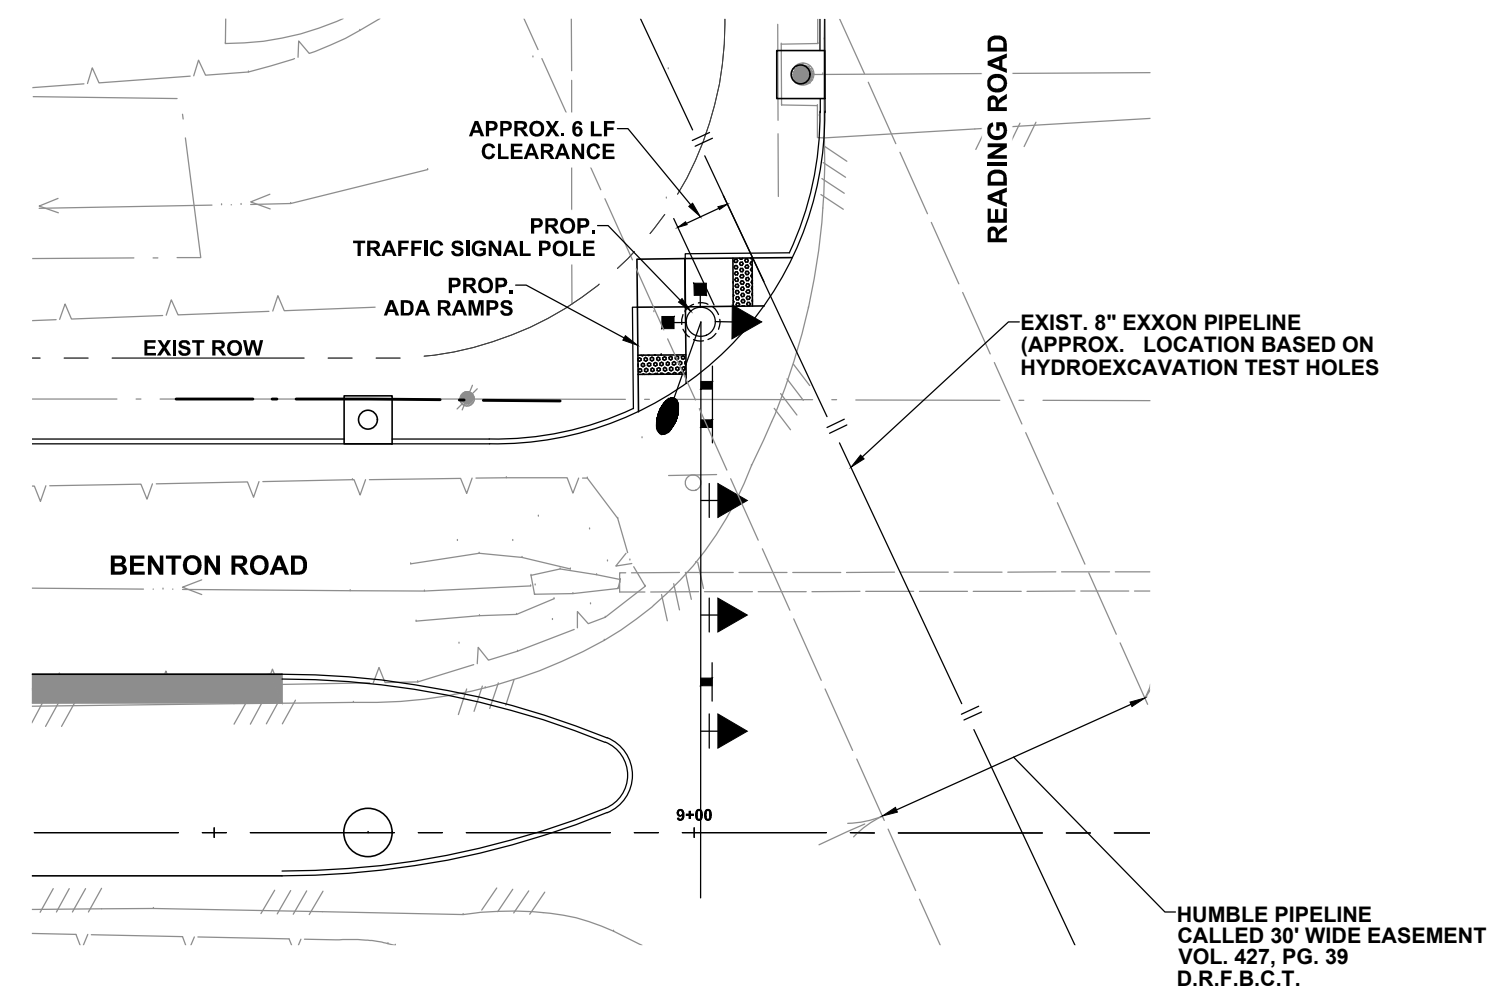 READING ROAD
APPROX. 6 LF
CLEARANCE
PROP.
TRAFFIC SIGNAL POLE
PROP.
ADA RAMPS
EXIST ROW
EXIST. 8" EXXON PIPELINE
(APPROX. LOCATION BASED ON
HYDROEXCAVATION TEST HOLES
BENTON ROAD
9+00
HUMBLE PIPELINE
CALLED 30' WIDE EASEMENT
VOL. 427, PG. 39
D.R.F.B.C.T.